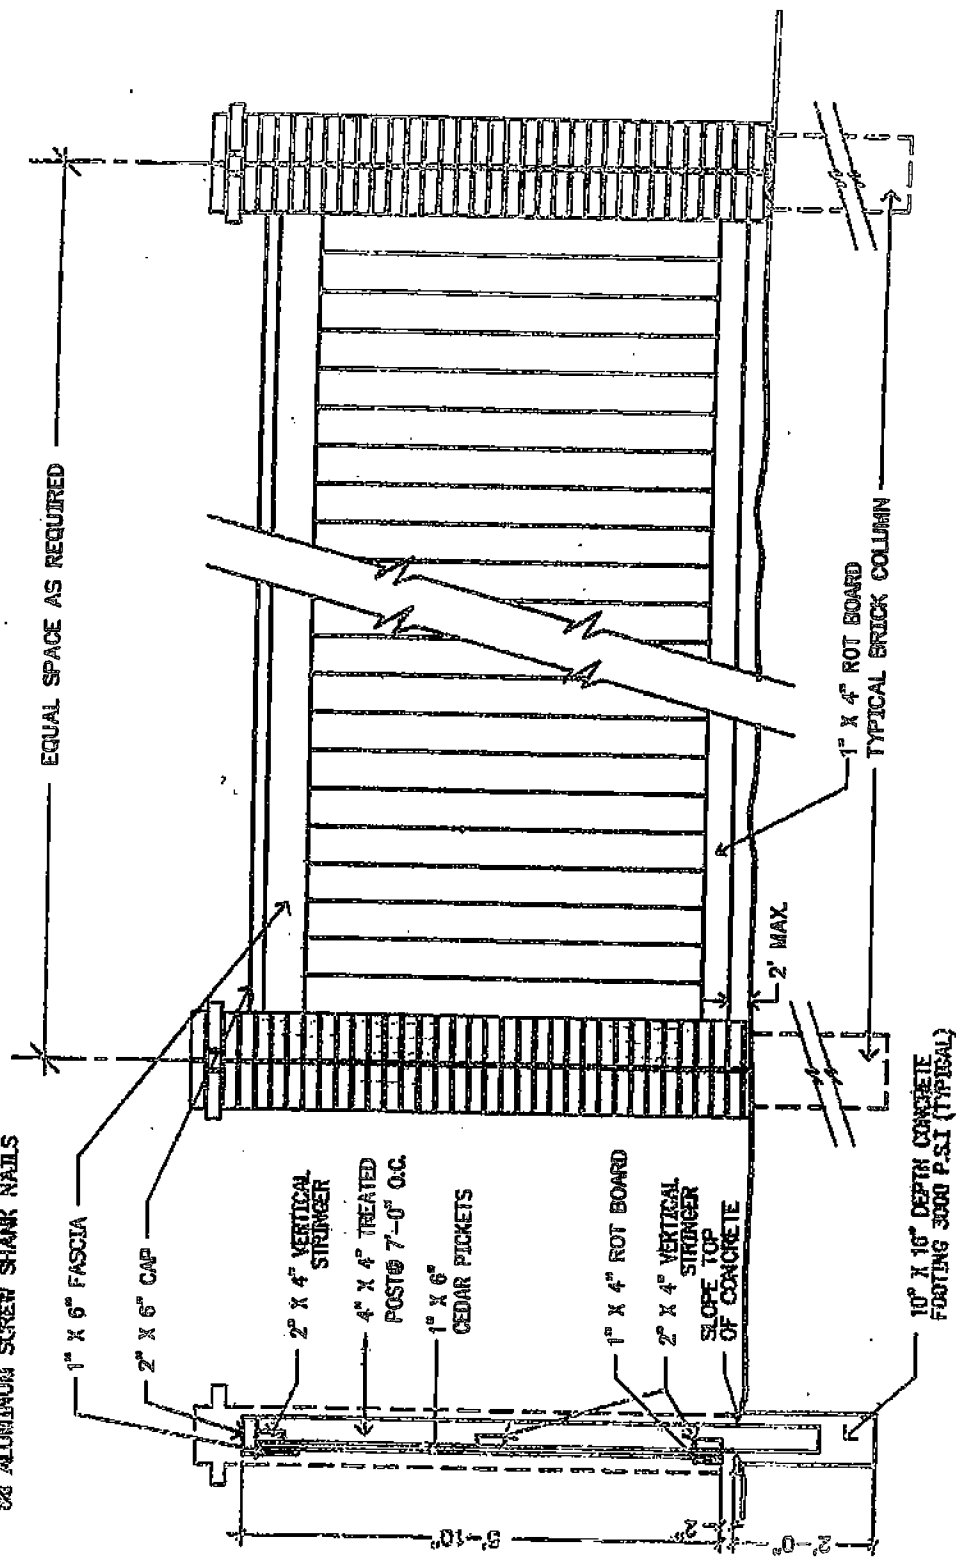 OR ALUMINUM SCREW SHANK NAILS
1" X 6" FASCIA
2" X 6" CAP
EQUAL SPACE AS REQUIRED
2" X 4" VERTICAL
STRINGER
4" X 4" TREATED
POST@ 7'-0" O.C.
1" X 6"
CEDAR PICKETS
1" X 4" ROT BOARD
2" X 4" VERTICAL
STRINGER
SLOPE TOP
OF CONCRETE
10" X 16" DEPTH CONCRETE
FOOTING 3000 P.S.I (TYPICAL)
2' MAX.
1" X 4" ROT BOARD
TYPICAL BRICK COLUMN
5'-10"
2"
2'-0"